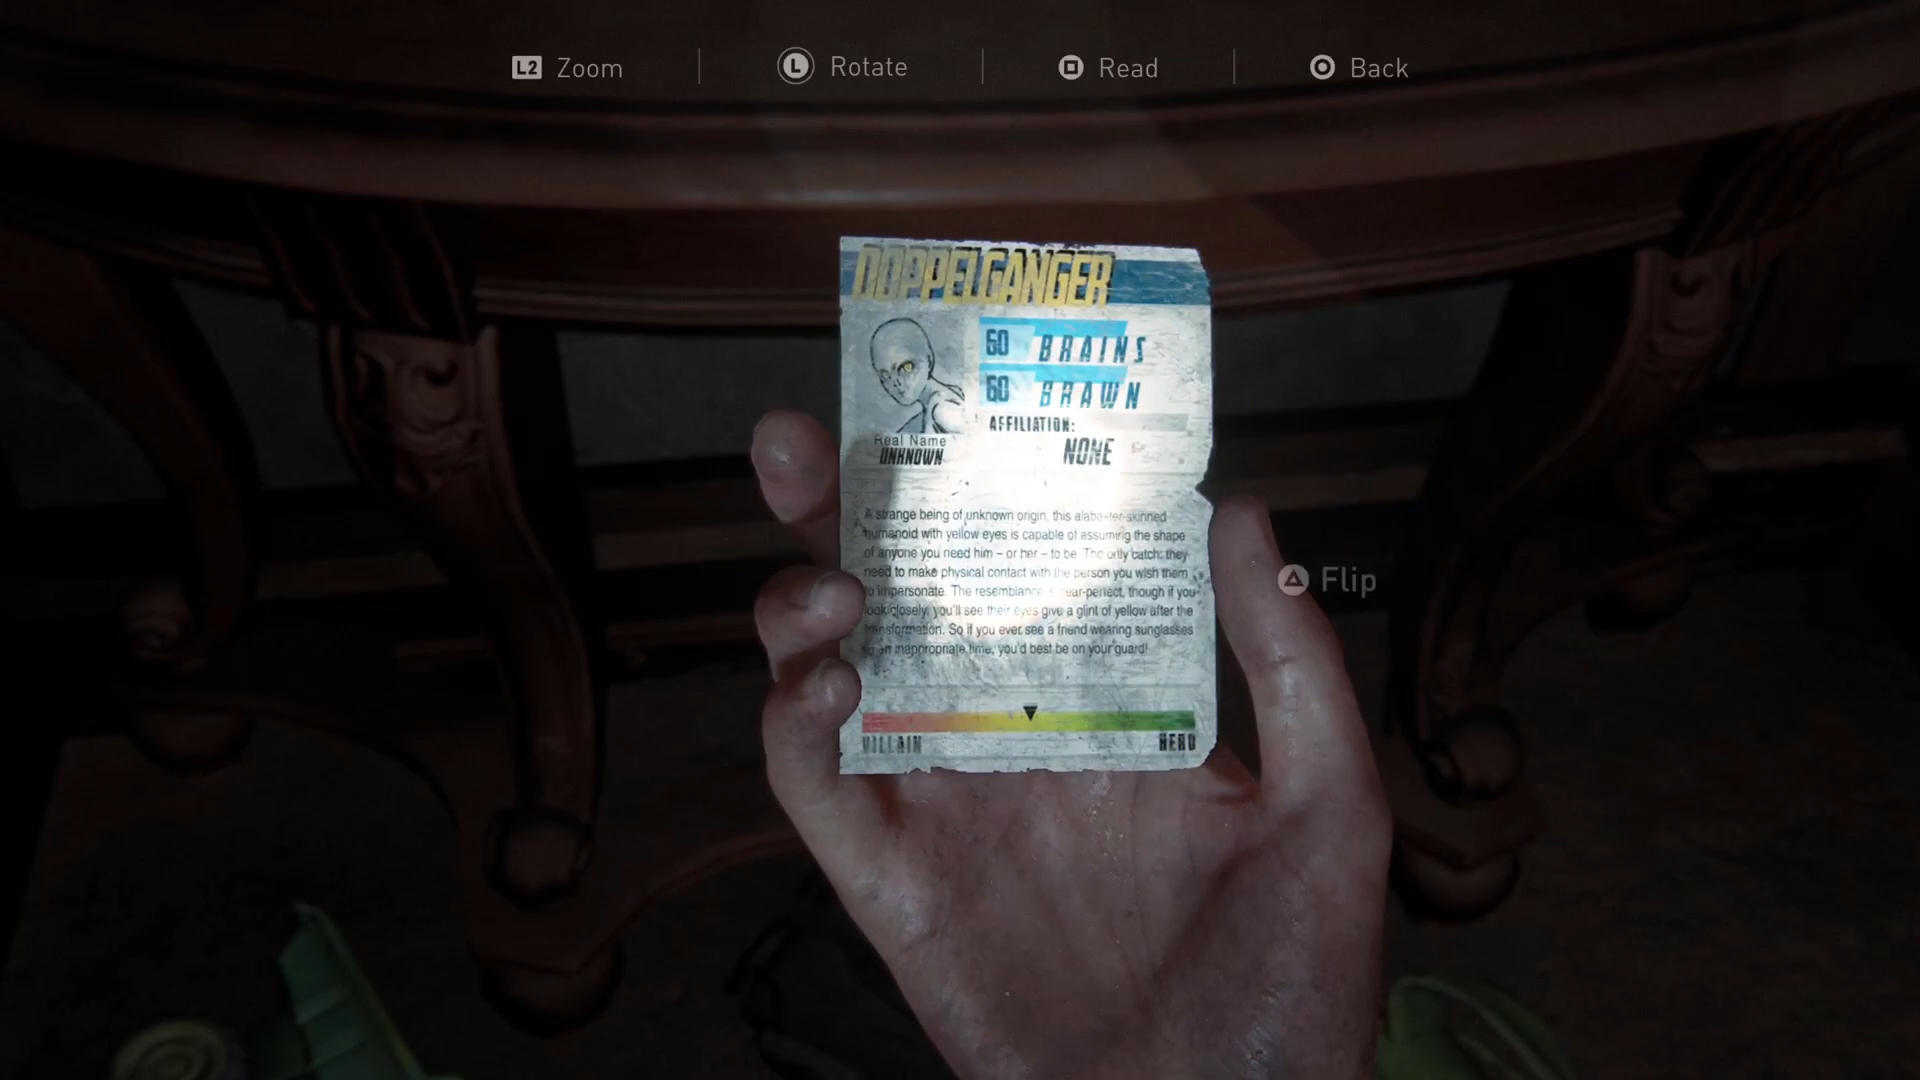 L2 Zoom
L Rotate
Read
Back
DOPPELGANGER
60 BRAINS
60 BRAWN
AFFILIATION:
NONE
Real Name
UNKNOWN
A strange being of unknown origin, this alabaster-skinned
humanoid with yellow eyes is capable of assuming the shape
of anyone you need him – or her – to be. The only catch: they
need to make physical contact with the person you wish them
to impersonate. The resemblance is near-perfect, though if you
look closely, you'll see their eyes give a glint of yellow after the
transformation. So if you ever see a friend wearing sunglasses
at an inappropriate time, you'd best be on your guard!
Flip
VILLAIN
HERO